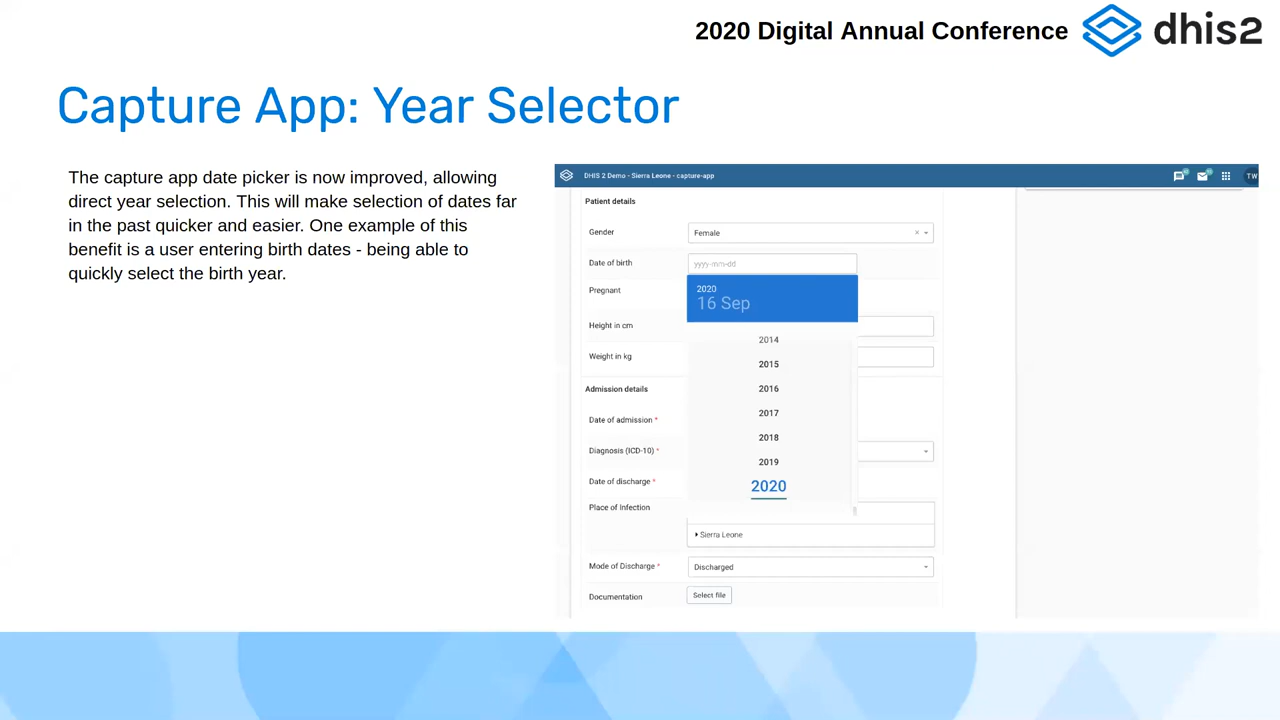 2020 Digital Annual Conference
dhis2
Capture App: Year Selector
The capture app date picker is now improved, allowing
direct year selection. This will make selection of dates far
in the past quicker and easier. One example of this
benefit is a user entering birth dates - being able to
quickly select the birth year.
DHIS 2 Demo - Sierra Leone - capture-app
TW
Patient details
Gender
Female
Date of birth
yyyy-mm-dd
Pregnant
2020
16 Sep
Height in cm
2014
Weight in kg
2015
2016
Admission details
2017
Date of admission *
2018
Diagnosis (ICD-10) *
2019
Date of discharge *
2020
Place of Infection
Sierra Leone
Mode of Discharge *
Discharged
Documentation
Select file